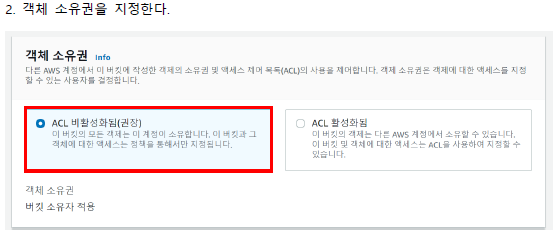 2. 객체 소유권을 지정한다.
객체 소유권 Info
다른 AWS 계정에서 이 버킷에 작성한 객체의 소유권 및 액세스 제어 목록(ACL)의 사용을 제어합니다. 객체 소유권은 객체에 대한 액세스를 지정
할 수 있는 사용자를 결정합니다.
ACL 비활성화됨(권장)
이 버킷의 모든 객체는 이 계정이 소유합니다. 이 버킷과 그
객체에 대한 액세스는 정책을 통해서만 지정됩니다.
ACL 활성화됨
이 버킷의 객체는 다른 AWS 계정에서 소유할 수 있습니다.
이 버킷 및 객체에 대한 액세스는 ACL을 사용하여 지정할 수
있습니다.
객체 소유권
버킷 소유자 적용